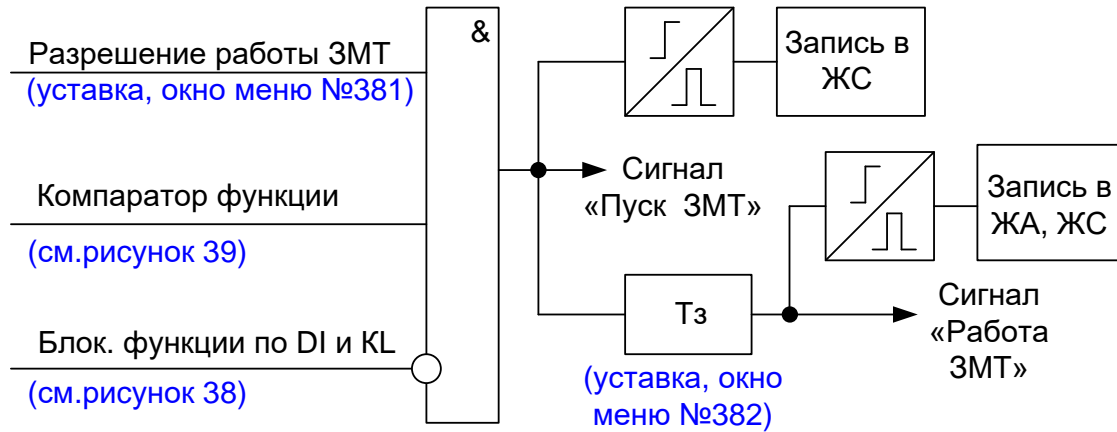 Разрешение работы ЗМТ
(уставка, окно меню №381)
Компаратор функции
(см.рисунок 39)
Блок. функции по DI и KL
(см.рисунок 38)
&
Запись в
ЖС
Сигнал
«Пуск ЗМТ»
Запись в
ЖА, ЖС
Тз
(уставка, окно
меню №382)
Сигнал
«Работа
ЗМТ»